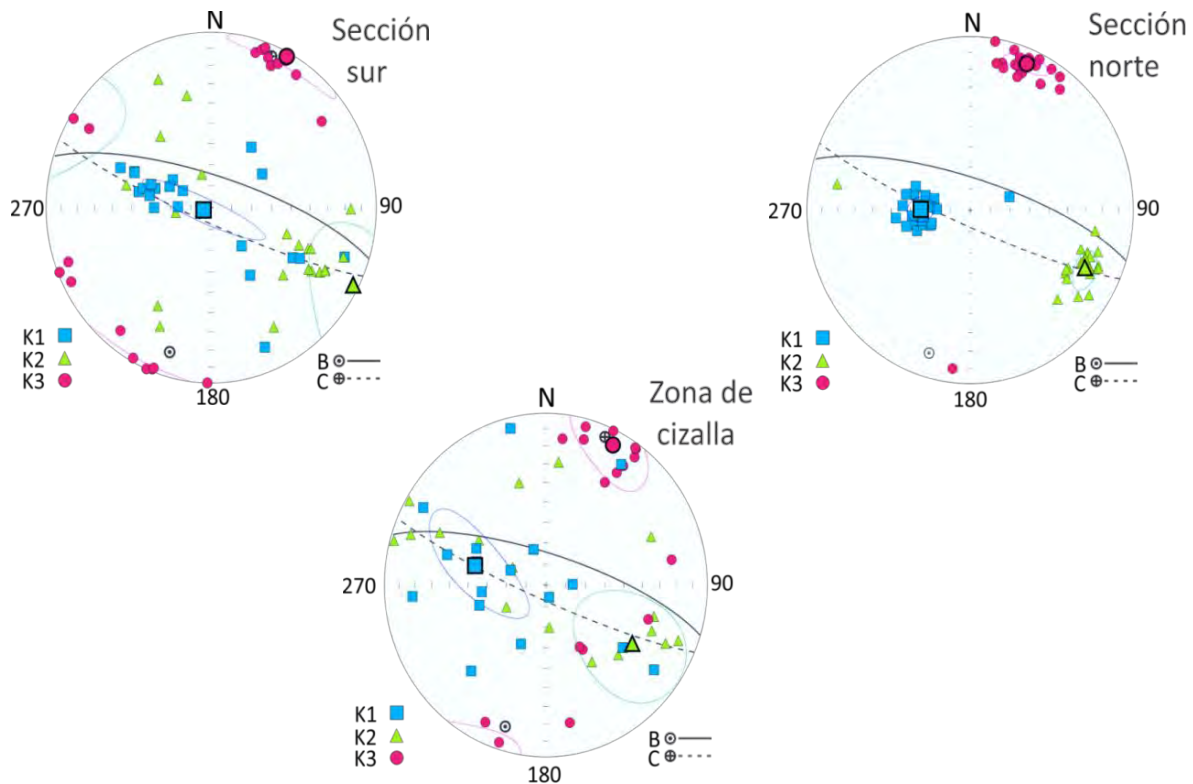 N
Sección
sur
270
90
K1
K2
K3
180
B
C
N
Sección
norte
270
90
K1
K2
K3
180
B
C
N
Zona de
cizalla
270
90
K1
K2
K3
180
B
C